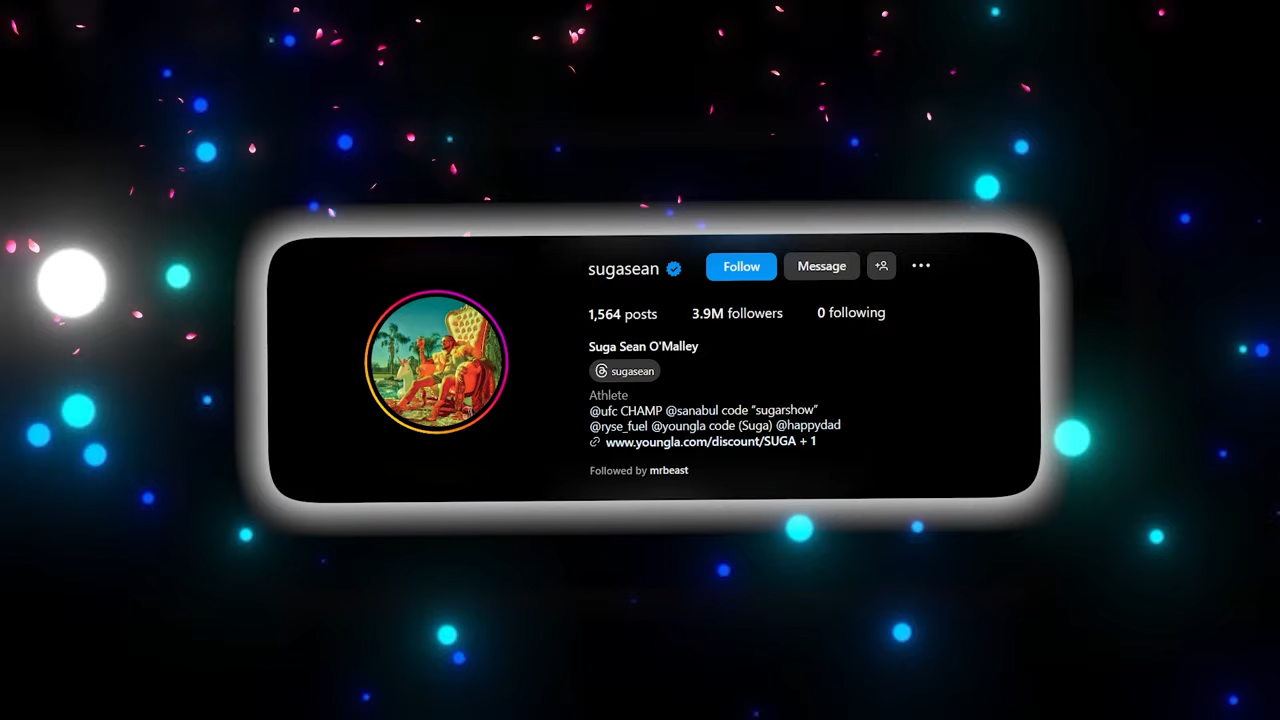 sugasean Follow Message
1,564 posts 3.9M followers 0 following
Suga Sean O'Malley
sugasean
Athlete
@ufc CHAMP @sanabul code "sugarshow"
@ryse_fuel @youngla code (Suga) @happydad
www.youngla.com/discount/SUGA + 1
Followed by mrbeast